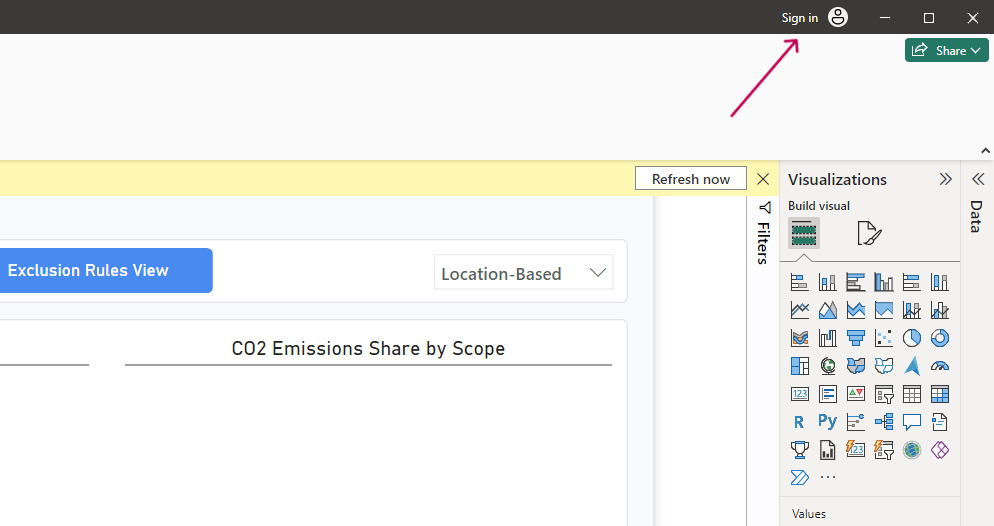 Sign in
Share
Refresh now
Visualizations
Data
Build visual
Filters
Exclusion Rules View
Location-Based
CO2 Emissions Share by Scope
123
R
Py
123
Values